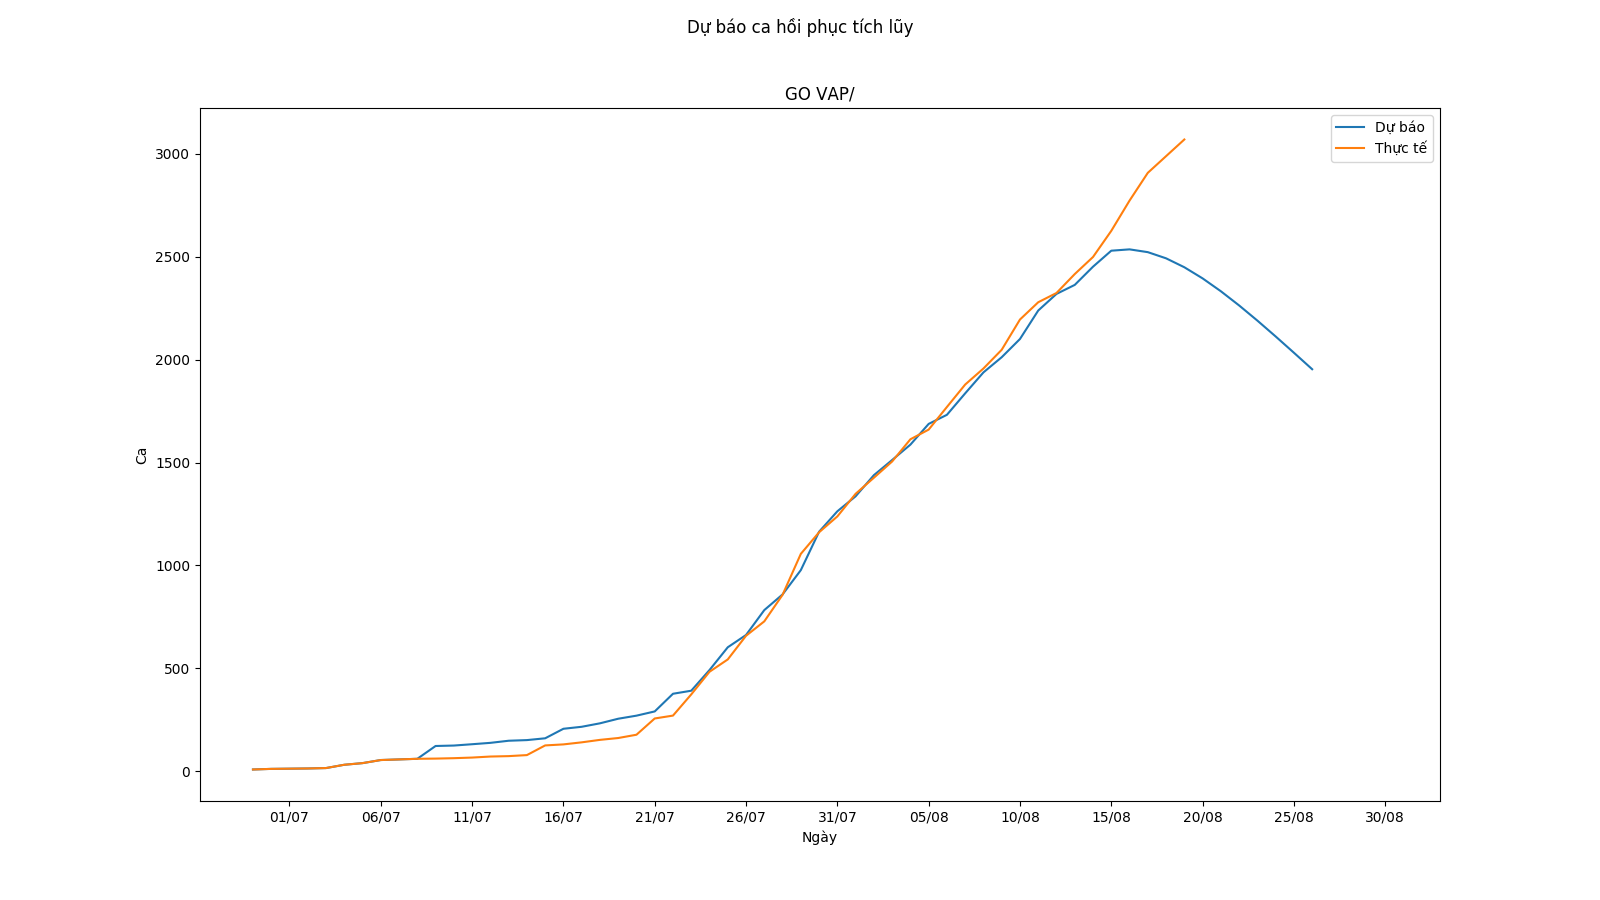 Dự báo ca hồi phục tích lũy
GO VAP/
Dự báo
Thực tế
3000
2500
2000
1500
1000
500
0
Ca
01/07 06/07 11/07 16/07 21/07 26/07 31/07 05/08 10/08 15/08 20/08 25/08 30/08
Ngày